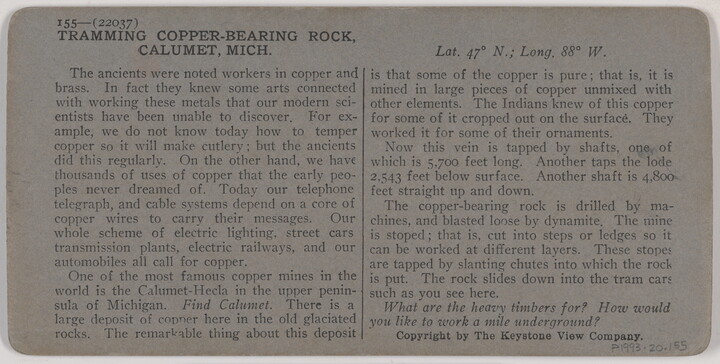 155—(22037)
TRAMMING COPPER-BEARING ROCK,
CALUMET, MICH.
The ancients were noted workers in copper and
brass. In fact they knew some arts connected
with working these metals that our modern sci-
entists have been unable to discover. For ex-
ample, we do not know today how to temper
copper so it will make cutlery; but the ancients
did this regularly. On the other hand, we have
thousands of uses of copper that the early peo-
ples never dreamed of. Today our telephone
telegraph, and cable systems depend on a core of
copper wires to carry their messages. Our
whole scheme of electric lighting, street cars
transmission plants, electric railways, and our
automobiles all call for copper.
One of the most famous copper mines in the
world is the Calumet-Hecla in the upper penin-
sula of Michigan. Find Calumet. There is a
large deposit of copper here in the old glaciated
rocks. The remarkable thing about this deposit
Lat. 47° N.; Long. 88° W.
is that some of the copper is pure; that is, it is
mined in large pieces of copper unmixed with
other elements. The Indians knew of this copper
for some of it cropped out on the surface. They
worked it for some of their ornaments.
Now this vein is tapped by shafts, one of
which is 5,700 feet long. Another taps the lode
2,543 feet below surface. Another shaft is 4,800
feet straight up and down.
The copper-bearing rock is drilled by ma-
chines, and blasted loose by dynamite. The mine
is stoped; that is, cut into steps or ledges so it
can be worked at different layers. These stopes
are tapped by slanting chutes into which the rock
is put. The rock slides down into the tram cars
such as you see here.
What are the heavy timbers for? How would
you like to work a mile underground?
Copyright by The Keystone View Company.
P1993-20-155